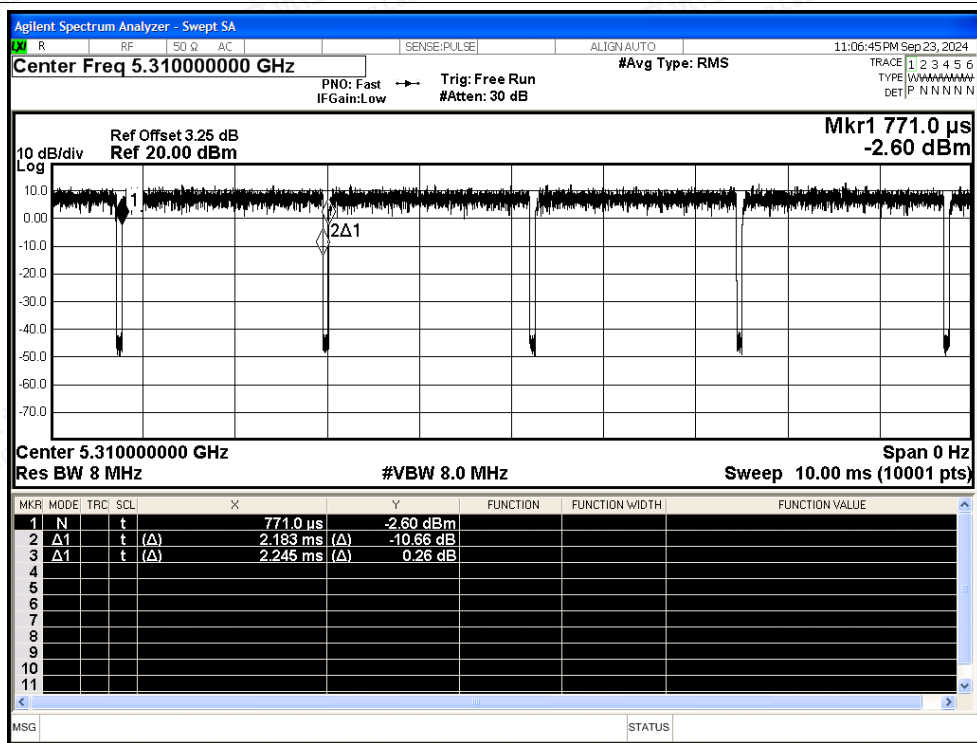 Agilent Spectrum Analyzer - Swept SA
LXI R RF 50 Ω AC SENSE:PULSE ALIGN AUTO 11:06:45 PM Sep 23, 2024
Center Freq 5.310000000 GHz #Avg Type: RMS TRACE 1 2 3 4 5 6
PNO: Fast Trig: Free Run TYPE
IFGain:Low #Atten: 30 dB DET P N N N N N
Mkr1 771.0 µs
Ref Offset 3.25 dB
10 dB/div Ref 20.00 dBm -2.60 dBm
Log
10.0
1
0.00
2Δ1
-10.0
-20.0
-30.0
-40.0
-50.0
-60.0
-70.0
Center 5.310000000 GHz Span 0 Hz
Res BW 8 MHz #VBW 8.0 MHz Sweep 10.00 ms (10001 pts)
MKR MODE TRC SCL X Y FUNCTION FUNCTION WIDTH FUNCTION VALUE
1 N t 771.0 µs -2.60 dBm
2 Δ1 t (Δ) 2.183 ms (Δ) -10.66 dB
3 Δ1 t (Δ) 2.245 ms (Δ) 0.26 dB
4
5
6
7
8
9
10
11
MSG STATUS